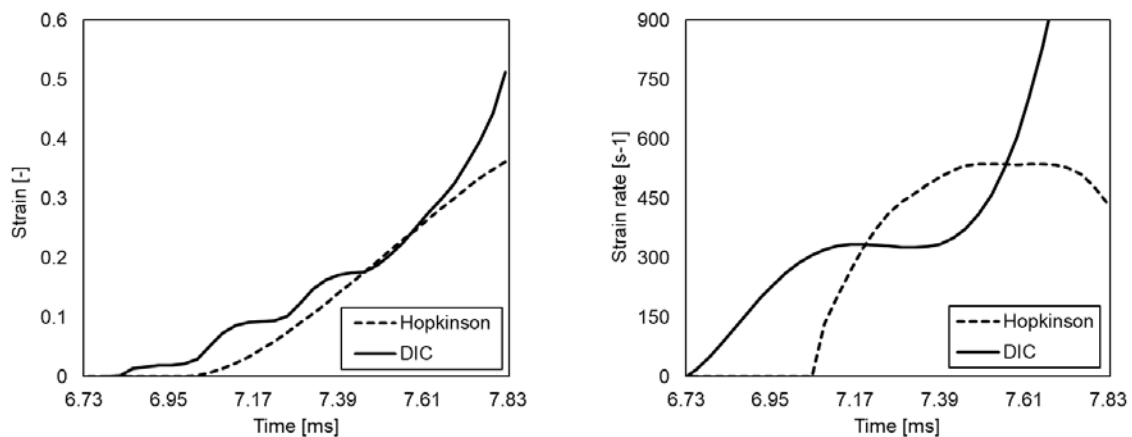 0.6
0.5
0.4
0.3
0.2
0.1
0
Strain [-]
6.73 6.95 7.17 7.39 7.61 7.83
Time [ms]
Hopkinson
DIC
900
750
600
450
300
150
0
Strain rate [s-1]
6.73 6.95 7.17 7.39 7.61 7.83
Time [ms]
Hopkinson
DIC